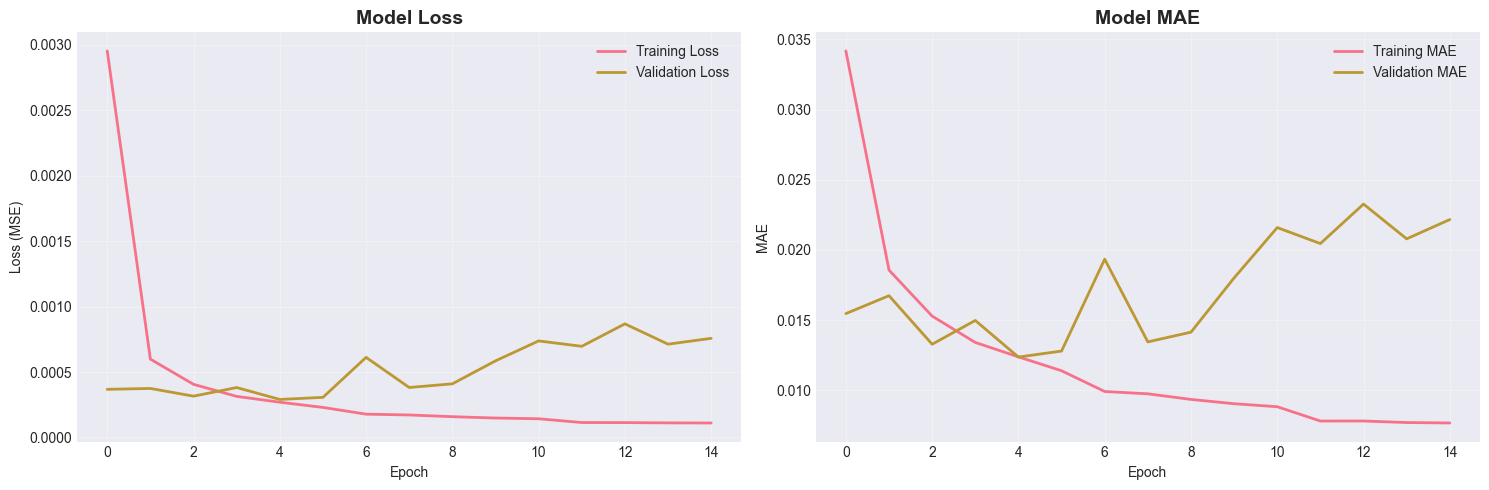 Model Loss
0.0030
0.0025
0.0020
0.0015
0.0010
0.0005
0.0000
Loss (MSE)
Training Loss
Validation Loss
0 2 4 6 8 10 12 14
Epoch
Model MAE
0.035
0.030
0.025
0.020
0.015
0.010
MAE
Training MAE
Validation MAE
0 2 4 6 8 10 12 14
Epoch